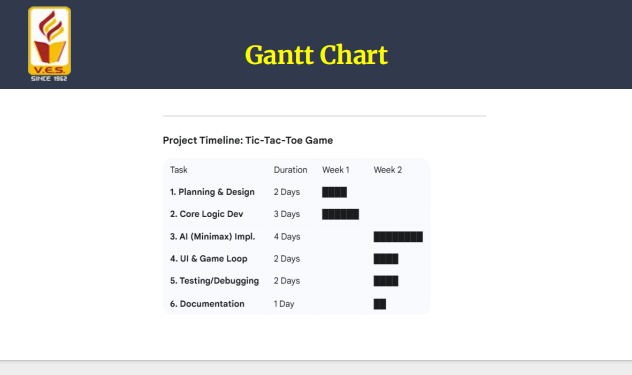 V.E.S.
SINCE 1962
Gantt Chart
Project Timeline: Tic-Tac-Toe Game
Task Duration Week 1 Week 2
1. Planning & Design 2 Days ████
2. Core Logic Dev 3 Days ██████
3. AI (Minimax) Impl. 4 Days ████████
4. UI & Game Loop 2 Days ████
5. Testing/Debugging 2 Days ████
6. Documentation 1 Day ██